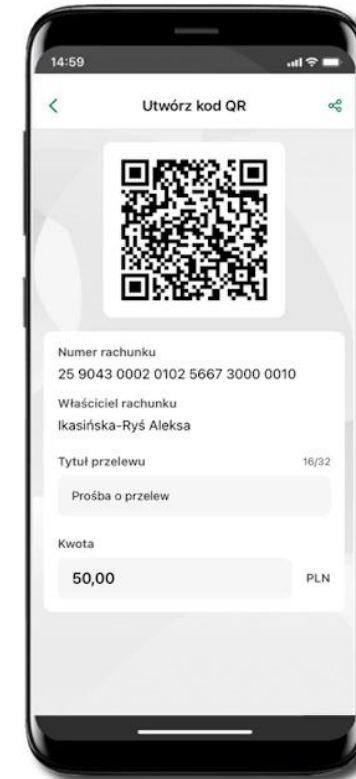 14:59
Utwórz kod QR
Numer rachunku
25 9043 0002 0102 5667 3000 0010
Właściciel rachunku
Ikasińska-Ryś Aleksa
Tytuł przelewu 16/32
Prośba o przelew
Kwota
50,00 PLN